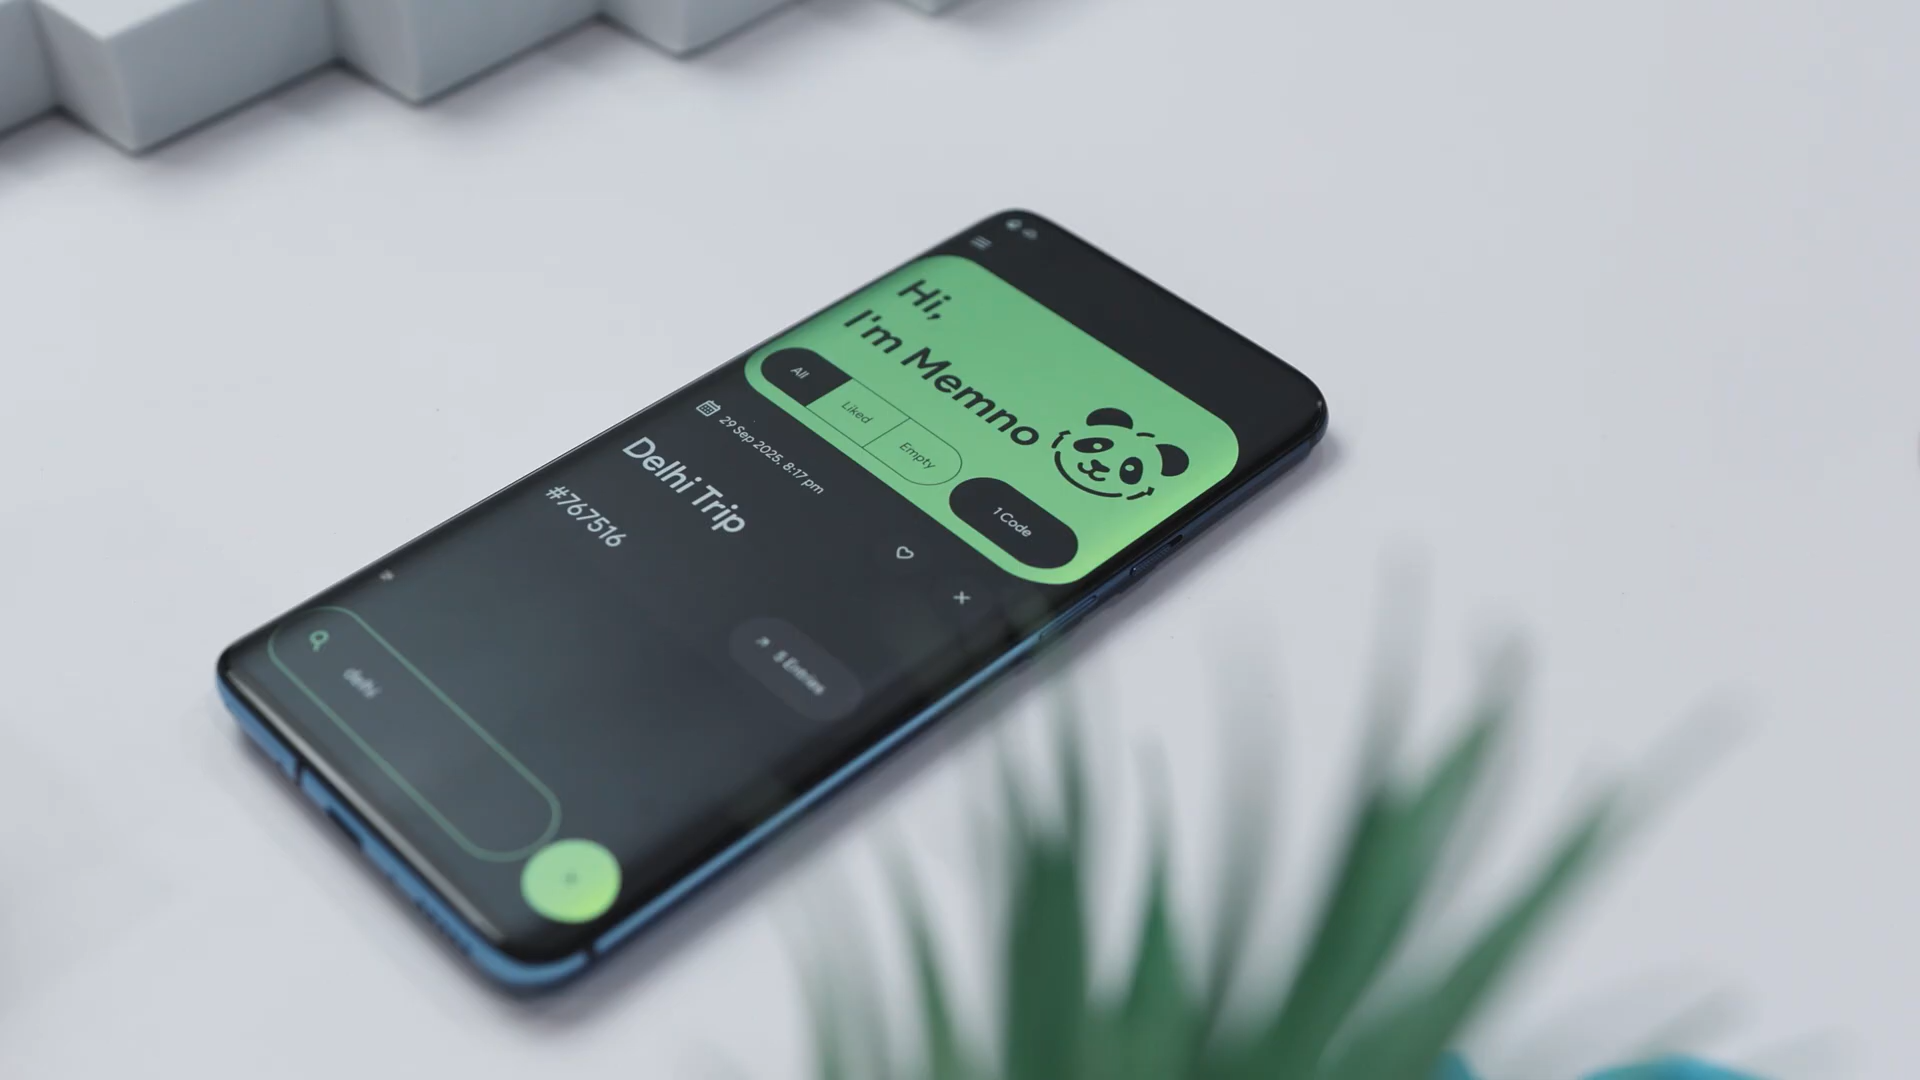 Hi,
I'm Memno
All
Liked
Empty
1 Code
29 Sep 2025, 8:17 pm
Delhi Trip
#767516
5 Entries
delhi